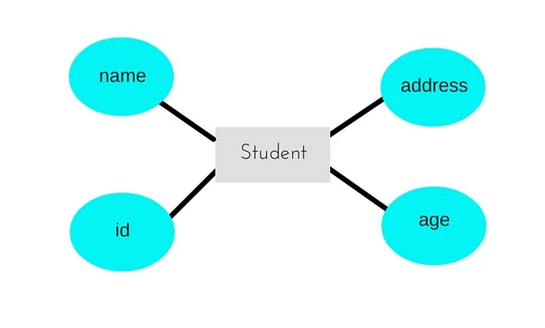 name
address
Student
id
age